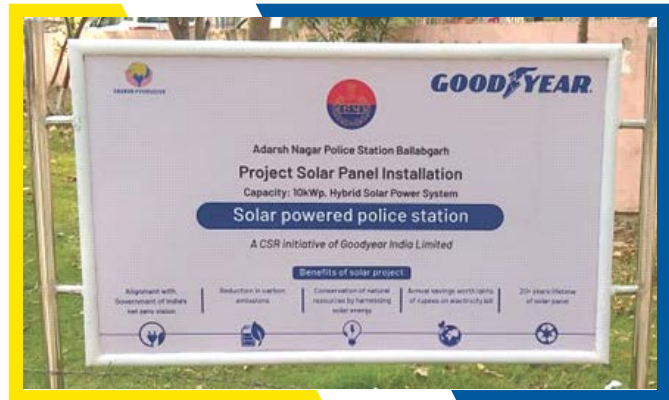 GOODYEAR
Adarsh Nagar Police Station Ballabgarh
Project Solar Panel Installation
Capacity: 10kWp. Hybrid Solar Power System
Solar powered police station
A CSR initiative of Goodyear India Limited
Benefits of solar project
Alignment with
Government of India's
net zero vision
Reduction in carbon
emissions
Conservation of natural
resources by harnessing
solar energy
Annual savings worth lakhs
of rupees on electricity bill
20+ years lifetime
of solar panel